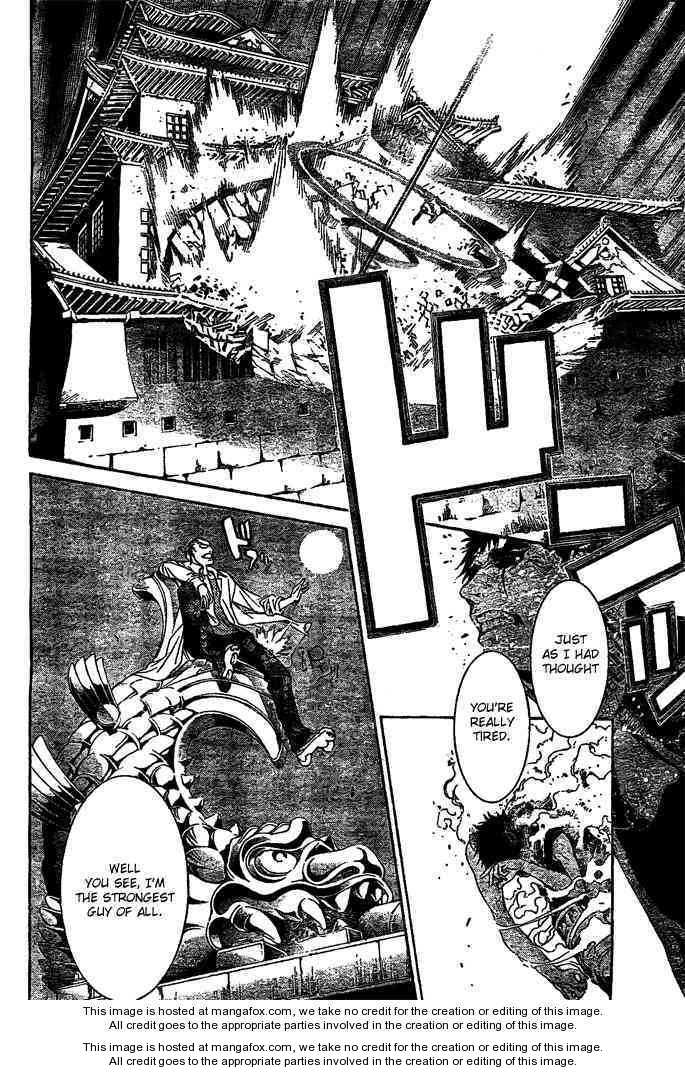 ドーン
ド
JUST
AS I HAD
THOUGHT
YOU'RE
REALLY
TIRED.
WELL
YOU SEE, I'M
THE STRONGEST
GUY OF ALL.
This image is hosted at mangafox.com, we take no credit for the creation or editing of this image.
All credit goes to the appropriate parties involved in the creation or editing of this image.
This image is hosted at mangafox.com, we take no credit for the creation or editing of this image.
All credit goes to the appropriate parties involved in the creation or editing of this image.